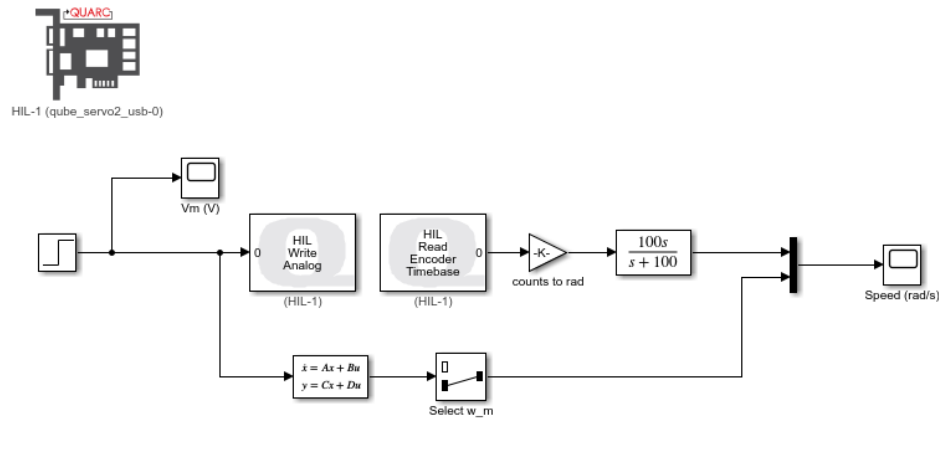 QUARC
HIL-1 (qube_servo2_usb-0)
Vm (V)
0
HIL
Write
Analog
(HIL-1)
HIL
Read
Encoder
Timebase
0
(HIL-1)
-K-
counts to rad
100s
s + 100
Speed (rad/s)
ẋ = Ax + Bu
y = Cx + Du
Select w_m